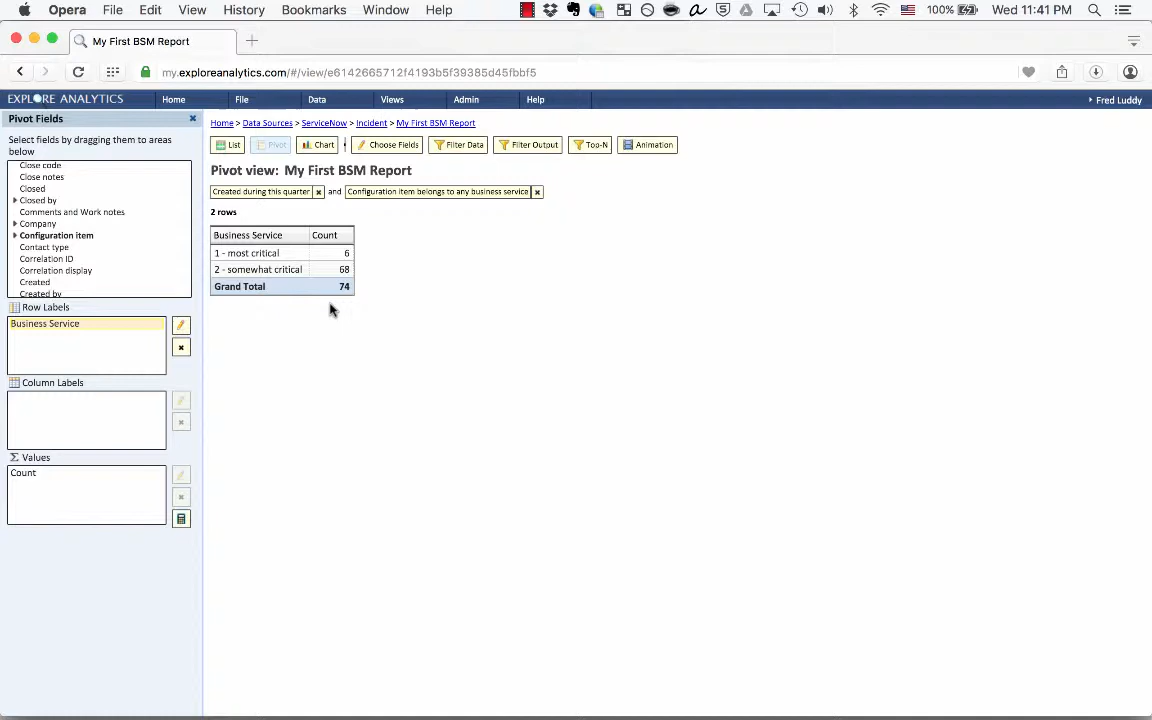 Opera File Edit View History Bookmarks Window Help 100% Wed 11:41 PM
My First BSM Report
my.exploreanalytics.com/#/view/e6142665712f4193b5f39385d45fbbf5
EXPLORE ANALYTICS Home File Data Views Admin Help Fred Luddy
Pivot Fields
Select fields by dragging them to areas
below
Close code
Close notes
Closed
Closed by
Comments and Work notes
Company
Configuration item
Contact type
Correlation ID
Correlation display
Created
Created by
Row Labels
Business Service
Column Labels
Σ Values
Count
Home > Data Sources > ServiceNow > Incident > My First BSM Report
List Pivot Chart Choose Fields Filter Data Filter Output Top-N Animation
Pivot view: My First BSM Report
Created during this quarter × and Configuration item belongs to any business service ×
2 rows
Business Service Count
1 - most critical 6
2 - somewhat critical 68
Grand Total 74